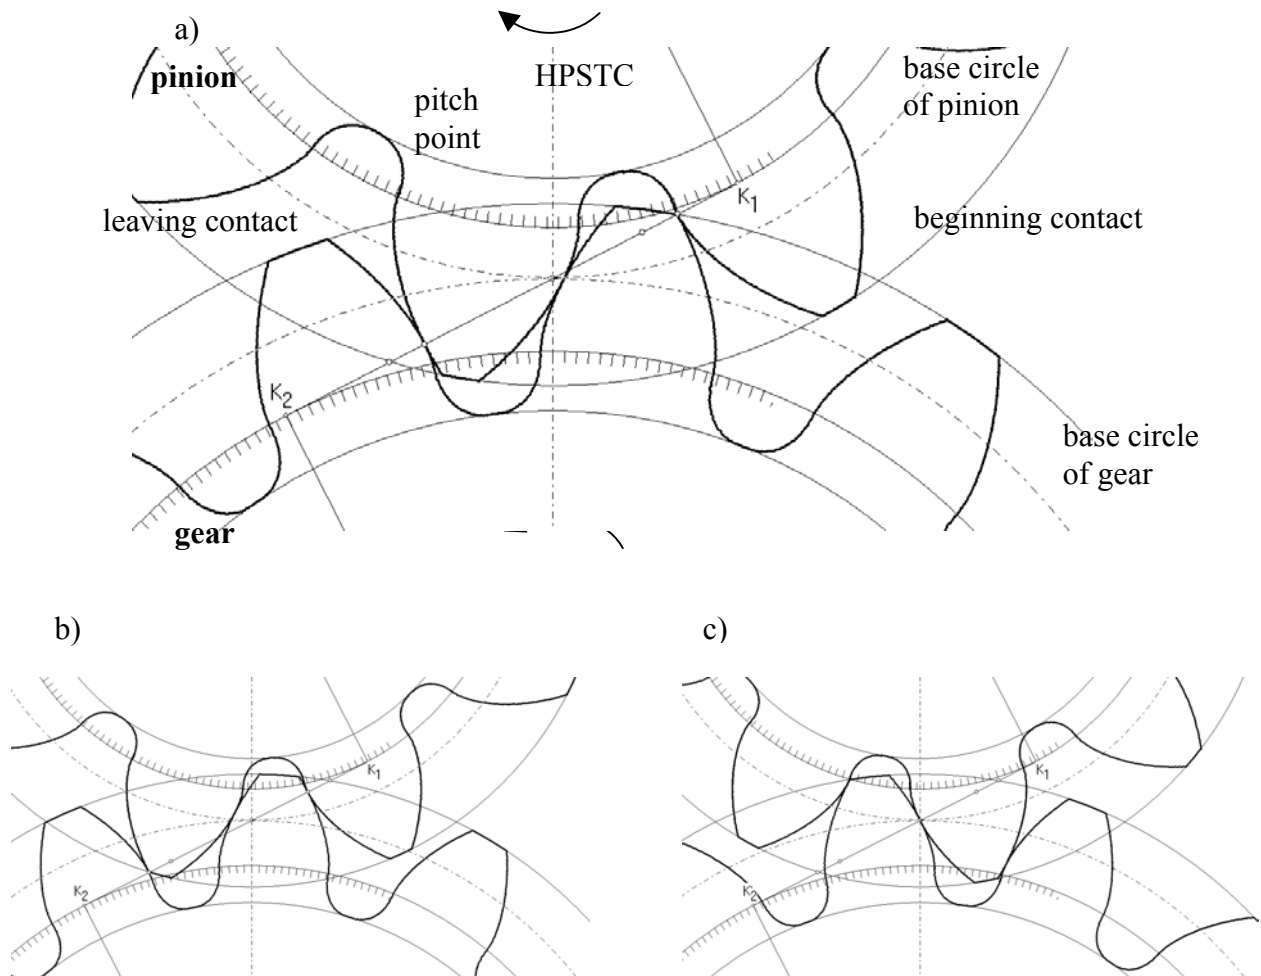 a)
pinion
HPSTC
base circle
of pinion
pitch
point
K1
leaving contact
beginning contact
K2
base circle
of gear
gear
b)
c)
K1
K2
K1
K2